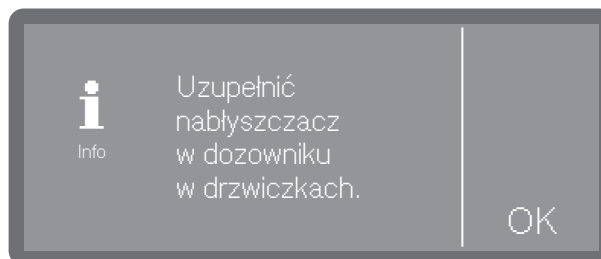 Info
Uzupełnić
nabłyszczacz
w dozowniku
w drzwiczkach.
OK